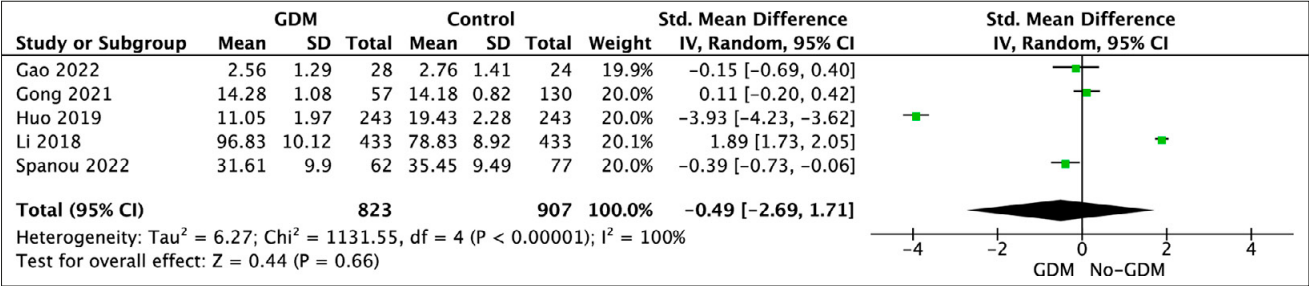 GDM Control Std. Mean Difference Std. Mean Difference
Study or Subgroup Mean SD Total Mean SD Total Weight IV, Random, 95% CI IV, Random, 95% CI
Gao 2022 2.56 1.29 28 2.76 1.41 24 19.9% −0.15 [−0.69, 0.40]
Gong 2021 14.28 1.08 57 14.18 0.82 130 20.0% 0.11 [−0.20, 0.42]
Huo 2019 11.05 1.97 243 19.43 2.28 243 20.0% −3.93 [−4.23, −3.62]
Li 2018 96.83 10.12 433 78.83 8.92 433 20.1% 1.89 [1.73, 2.05]
Spanou 2022 31.61 9.9 62 35.45 9.49 77 20.0% −0.39 [−0.73, −0.06]
Total (95% CI) 823 907 100.0% −0.49 [−2.69, 1.71]
Heterogeneity: Tau² = 6.27; Chi² = 1131.55, df = 4 (P < 0.00001); I² = 100%
Test for overall effect: Z = 0.44 (P = 0.66)
−4 −2 0 2 4
GDM No-GDM